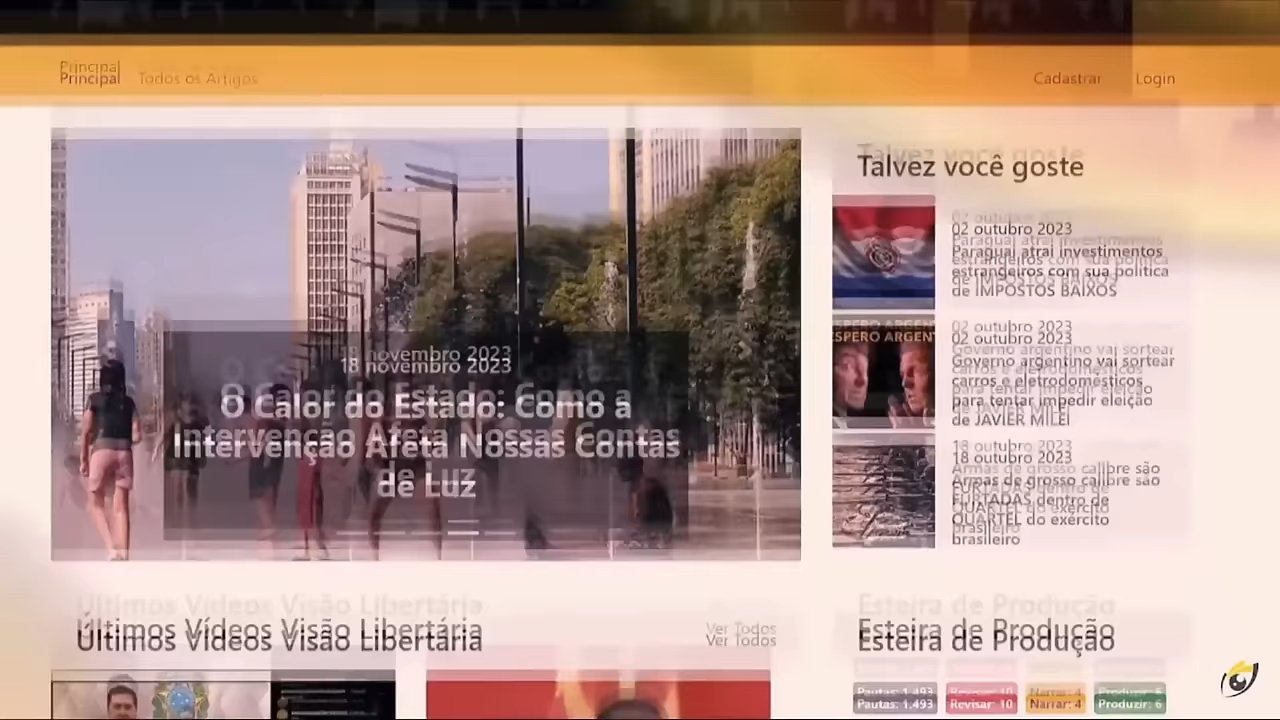 Principal
Todos os Artigos
Cadastrar
Login
18 novembro 2023
O Calor do Estado: Como a
Intervenção Afeta Nossas Contas
de Luz
Talvez você goste
02 outubro 2023
Paraguai atrai investimentos
estrangeiros com sua política
de IMPOSTOS BAIXOS
ESPERO ARGENT
02 outubro 2023
Governo argentino vai sortear
carros e eletrodomésticos
para tentar impedir eleição
de JAVIER MILEI
18 outubro 2023
Armas de grosso calibre são
FURTADAS dentro de
QUARTEL do exército
brasileiro
Últimos Vídeos Visão Libertária
Ver Todos
Esteira de Produção
Pautas: 1.493
Revisar: 10
Narrar: 4
Produzir: 6